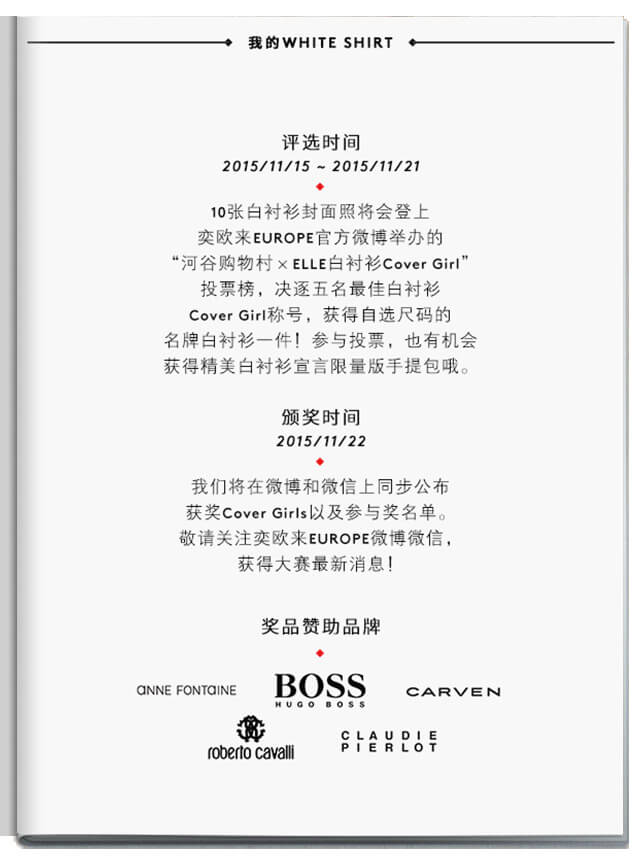 我的WHITE SHIRT
评选时间
2015/11/15 ~ 2015/11/21
10张白衬衫封面照将会登上
奕欧来EUROPE官方微博举办的
“河谷购物村×ELLE白衬衫Cover Girl”
投票榜，决逐五名最佳白衬衫
Cover Girl称号，获得自选尺码的
名牌白衬衫一件！参与投票，也有机会
获得精美白衬衫宣言限量版手提包哦。
颁奖时间
2015/11/22
我们将在微博和微信上同步公布
获奖Cover Girls以及参与奖名单。
敬请关注奕欧来EUROPE微博微信，
获得大赛最新消息！
奖品赞助品牌
ANNE FONTAINE
BOSS
HUGO BOSS
CARVEN
roberto cavalli
CLAUDIE
PIERLOT